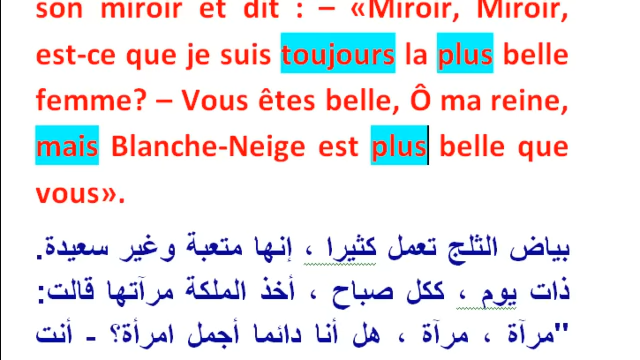 son miroir et dit : – «Miroir, Miroir,
est-ce que je suis toujours la plus belle
femme? – Vous êtes belle, Ô ma reine,
mais Blanche-Neige est plus belle que
vous».
بياض الثلج تعمل كثيرا ، إنها متعبة وغير سعيدة.
ذات يوم ، ككل صباح ، أخذ الملكة مرآتها قالت:
"مرآة ، مرآة ، هل أنا دائما أجمل امرأة؟ - أنت